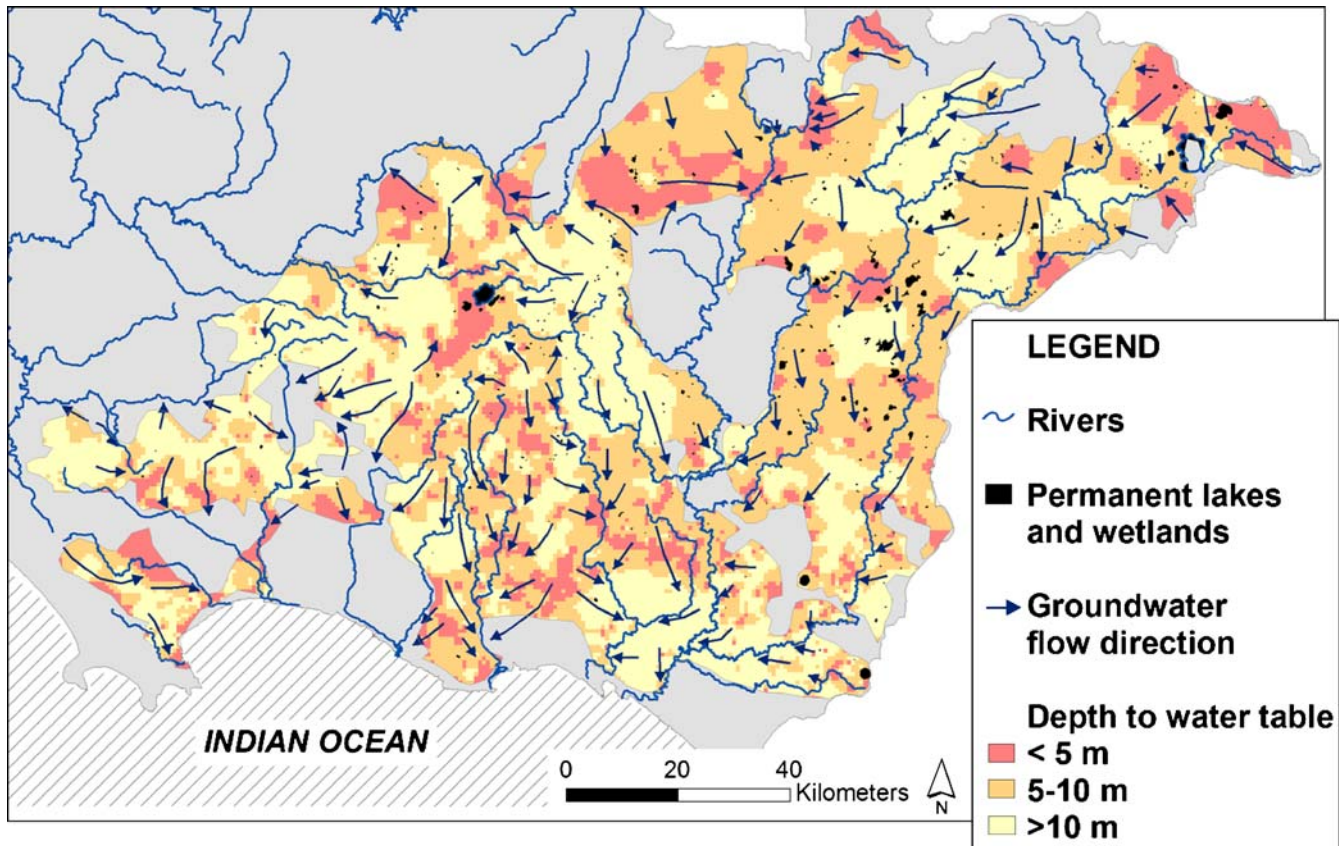 LEGEND
Rivers
Permanent lakes
and wetlands
Groundwater
flow direction
Depth to water table
< 5 m
5-10 m
>10 m
INDIAN OCEAN
0 20 40
Kilometers
N